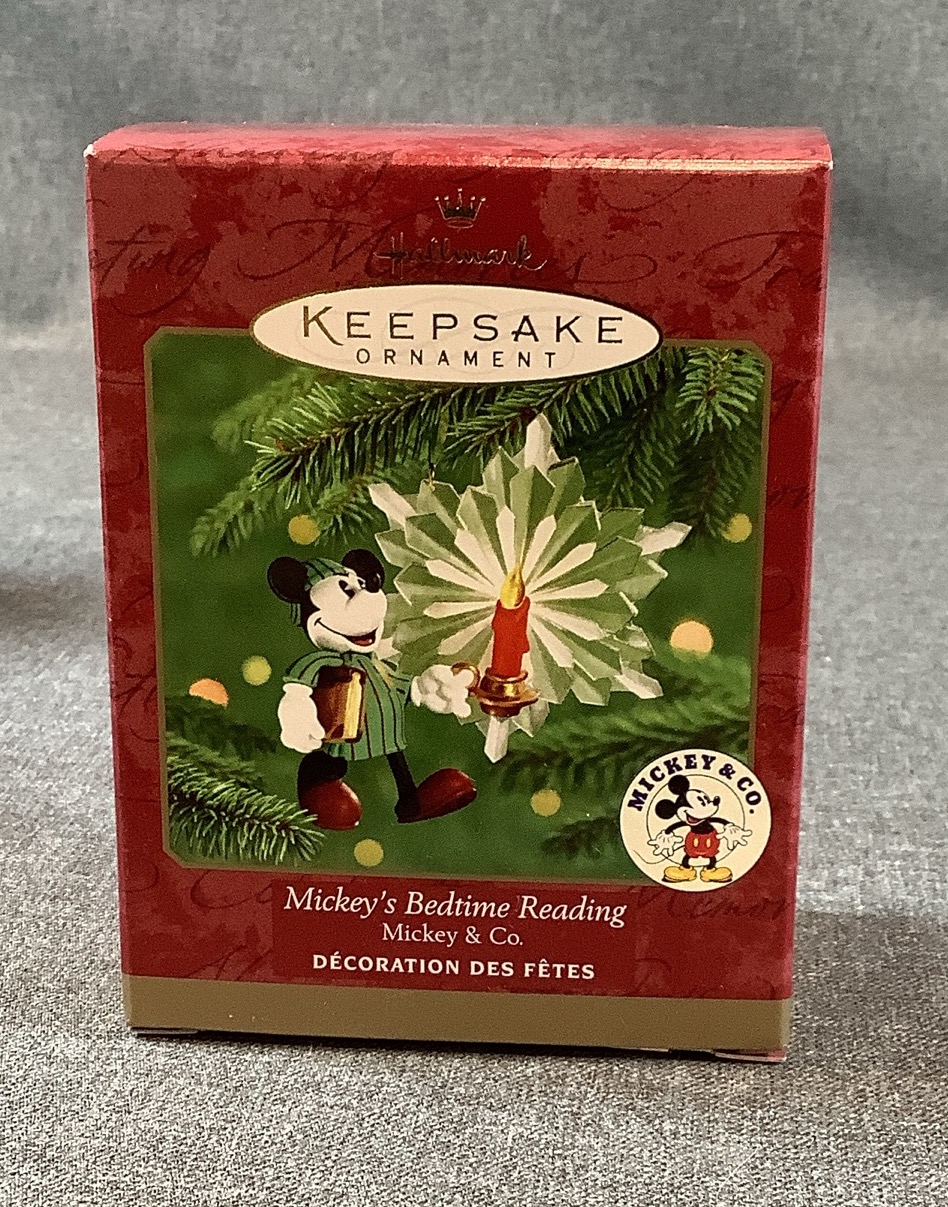 Hallmark
KEEPSAKE
ORNAMENT
MICKEY & CO.
Mickey's Bedtime Reading
Mickey & Co.
DÉCORATION DES FÊTES